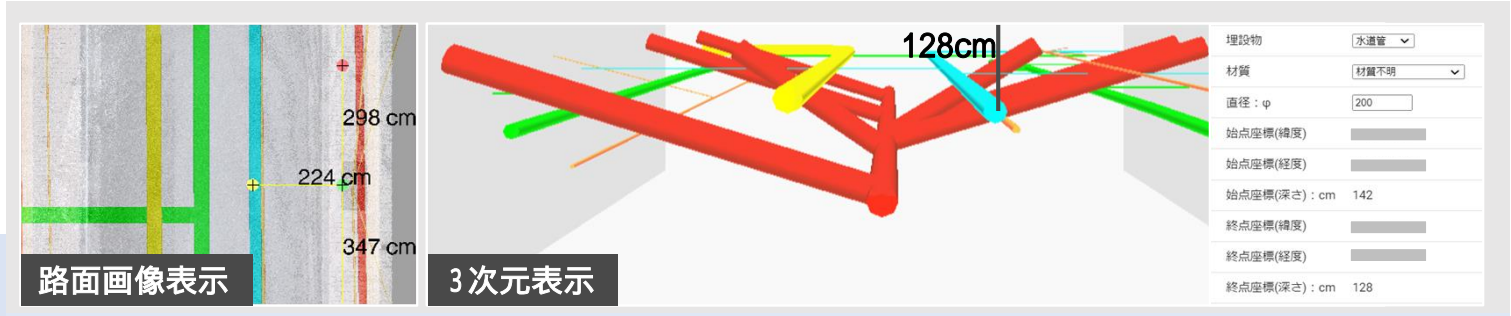 298 cm
224 cm
347 cm
路面画像表示
128cm
3次元表示
埋設物 水道管
材質 材質不明
直径：φ 200
始点座標(緯度)
始点座標(経度)
始点座標(深さ)：cm 142
終点座標(緯度)
終点座標(経度)
終点座標(深さ)：cm 128